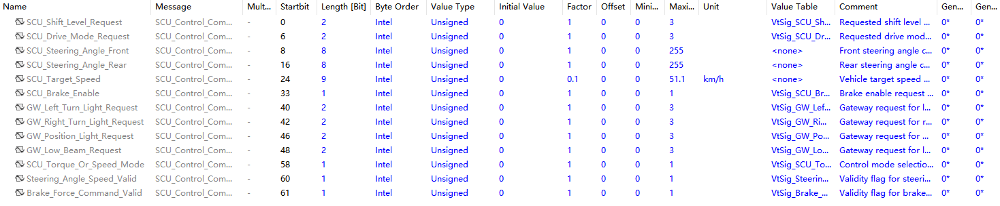 Name Message Mult... Startbit Length [Bit] Byte Order Value Type Initial Value Factor Offset Mini... Maxi... Unit Value Table Comment Gen... Gen...
SCU_Shift_Level_Request SCU_Control_Com... - 0 2 Intel Unsigned 0 1 0 0 3 VtSig_SCU_Sh... Requested shift level ... 0* 0*
SCU_Drive_Mode_Request SCU_Control_Com... - 6 2 Intel Unsigned 0 1 0 0 3 VtSig_SCU_Dr... Requested drive mod... 0* 0*
SCU_Steering_Angle_Front SCU_Control_Com... - 8 8 Intel Unsigned 0 1 0 0 255 <none> Front steering angle c... 0* 0*
SCU_Steering_Angle_Rear SCU_Control_Com... - 16 8 Intel Unsigned 0 1 0 0 255 <none> Rear steering angle c... 0* 0*
SCU_Target_Speed SCU_Control_Com... - 24 9 Intel Unsigned 0 0.1 0 0 51.1 km/h <none> Vehicle target speed ... 0* 0*
SCU_Brake_Enable SCU_Control_Com... - 33 1 Intel Unsigned 0 1 0 0 1 VtSig_SCU_Br... Brake enable request ... 0* 0*
GW_Left_Turn_Light_Request SCU_Control_Com... - 40 2 Intel Unsigned 0 1 0 0 3 VtSig_GW_Lef... Gateway request for l... 0* 0*
GW_Right_Turn_Light_Request SCU_Control_Com... - 42 2 Intel Unsigned 0 1 0 0 3 VtSig_GW_Ri... Gateway request for r... 0* 0*
GW_Position_Light_Request SCU_Control_Com... - 46 2 Intel Unsigned 0 1 0 0 3 VtSig_GW_Po... Gateway request for ... 0* 0*
GW_Low_Beam_Request SCU_Control_Com... - 48 2 Intel Unsigned 0 1 0 0 3 VtSig_GW_Lo... Gateway request for l... 0* 0*
SCU_Torque_Or_Speed_Mode SCU_Control_Com... - 58 1 Intel Unsigned 0 1 0 0 1 VtSig_SCU_To... Control mode selectio... 0* 0*
Steering_Angle_Speed_Valid SCU_Control_Com... - 60 1 Intel Unsigned 0 1 0 0 1 VtSig_Steerin... Validity flag for steeri... 0* 0*
Brake_Force_Command_Valid SCU_Control_Com... - 61 1 Intel Unsigned 0 1 0 0 1 VtSig_Brake_... Validity flag for brake... 0* 0*